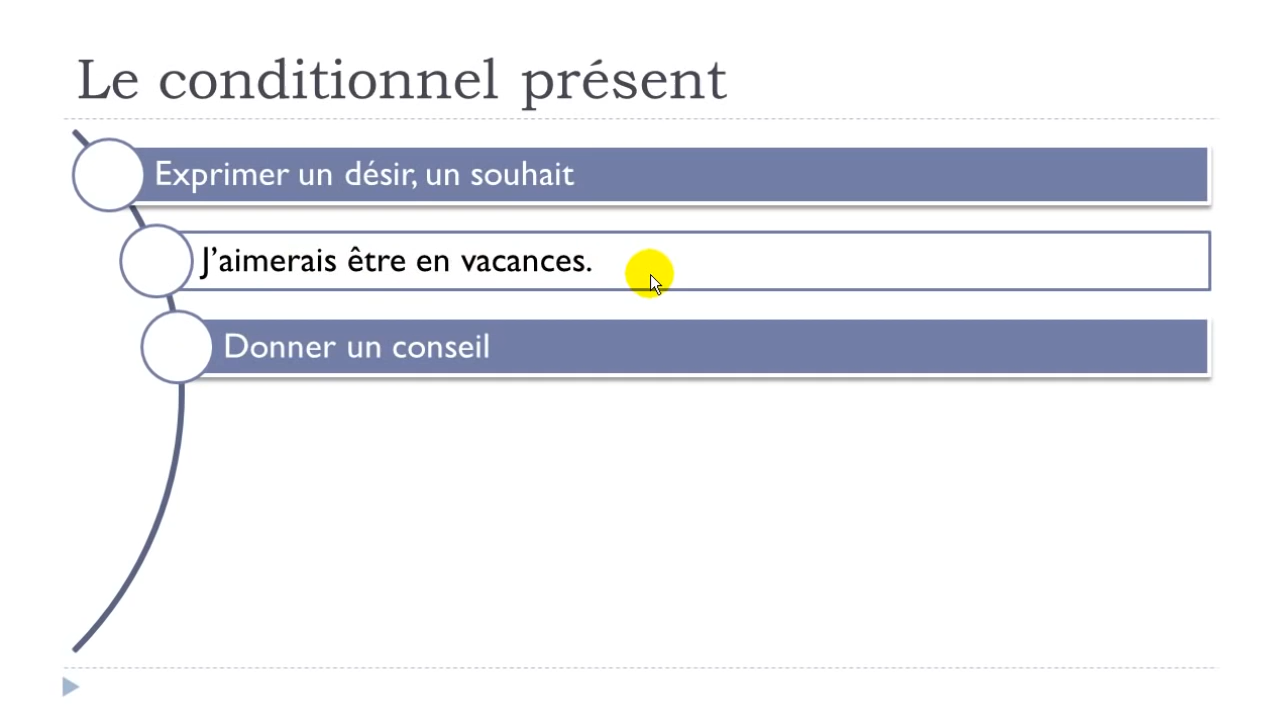 Le conditionnel présent
Exprimer un désir, un souhait
J’aimerais être en vacances.
Donner un conseil